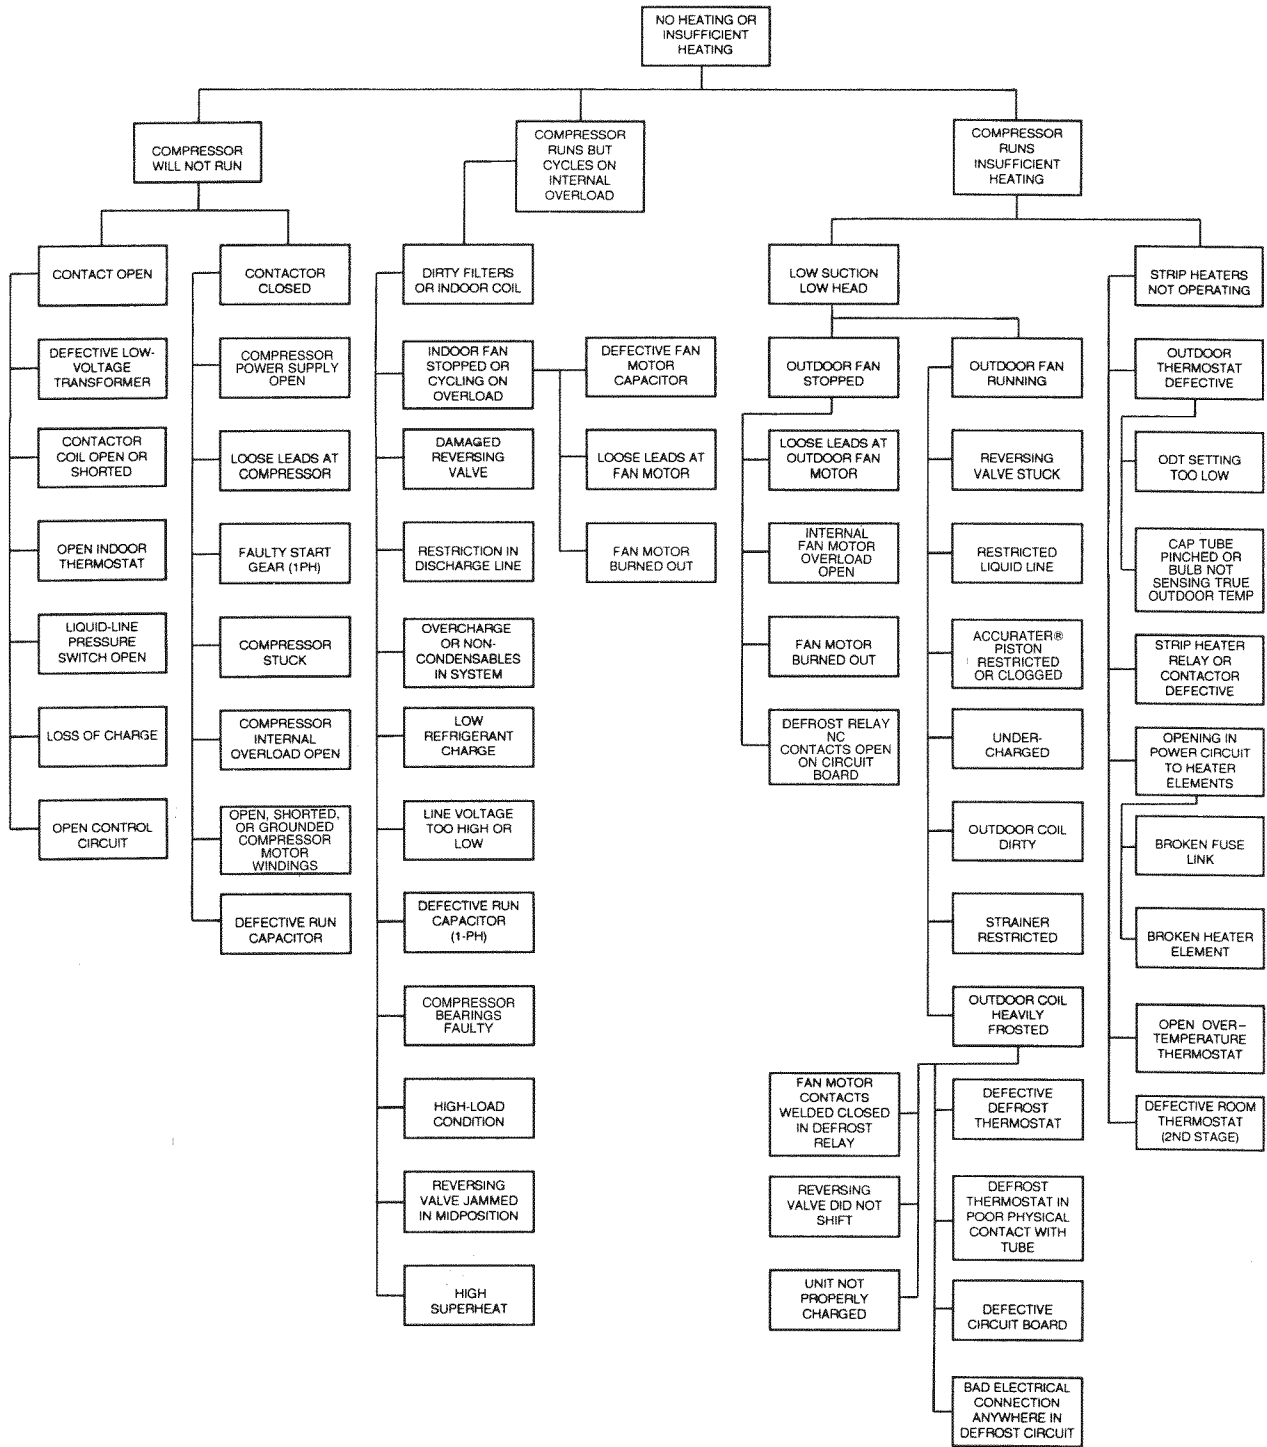 NO HEATING OR
INSUFFICIENT
HEATING
COMPRESSOR
WILL NOT RUN
COMPRESSOR
RUNS BUT
CYCLES ON
INTERNAL
OVERLOAD
COMPRESSOR
RUNS
INSUFFICIENT
HEATING
CONTACT OPEN
DEFECTIVE LOW-
VOLTAGE
TRANSFORMER
CONTACTOR
COIL OPEN OR
SHORTED
OPEN INDOOR
THERMOSTAT
LIQUID-LINE
PRESSURE
SWITCH OPEN
LOSS OF CHARGE
OPEN CONTROL
CIRCUIT
CONTACTOR
CLOSED
COMPRESSOR
POWER SUPPLY
OPEN
LOOSE LEADS AT
COMPRESSOR
FAULTY START
GEAR (1PH)
COMPRESSOR
STUCK
COMPRESSOR
INTERNAL
OVERLOAD OPEN
OPEN, SHORTED,
OR GROUNDED
COMPRESSOR
MOTOR
WINDINGS
DEFECTIVE RUN
CAPACITOR
DIRTY FILTERS
OR INDOOR COIL
INDOOR FAN
STOPPED OR
CYCLING ON
OVERLOAD
DAMAGED
REVERSING
VALVE
RESTRICTION IN
DISCHARGE LINE
OVERCHARGE
OR NON-
CONDENSABLES
IN SYSTEM
LOW
REFRIGERANT
CHARGE
LINE VOLTAGE
TOO HIGH OR
LOW
DEFECTIVE RUN
CAPACITOR
(1-PH)
COMPRESSOR
BEARINGS
FAULTY
HIGH-LOAD
CONDITION
REVERSING
VALVE JAMMED
IN MIDPOSITION
HIGH
SUPERHEAT
DEFECTIVE FAN
MOTOR
CAPACITOR
LOOSE LEADS AT
FAN MOTOR
FAN MOTOR
BURNED OUT
LOW SUCTION
LOW HEAD
OUTDOOR FAN
STOPPED
LOOSE LEADS AT
OUTDOOR FAN
MOTOR
INTERNAL
FAN MOTOR
OVERLOAD
OPEN
FAN MOTOR
BURNED OUT
DEFROST RELAY
NC
CONTACTS OPEN
ON CIRCUIT
BOARD
OUTDOOR FAN
RUNNING
REVERSING
VALVE STUCK
RESTRICTED
LIQUID LINE
ACCURATER®
PISTON
RESTRICTED
OR CLOGGED
UNDER-
CHARGED
OUTDOOR COIL
DIRTY
STRAINER
RESTRICTED
OUTDOOR COIL
HEAVILY
FROSTED
FAN MOTOR
CONTACTS
WELDED CLOSED
IN DEFROST
RELAY
REVERSING
VALVE DID NOT
SHIFT
UNIT NOT
PROPERLY
CHARGED
DEFECTIVE
DEFROST
THERMOSTAT
DEFROST
THERMOSTAT IN
POOR PHYSICAL
CONTACT WITH
TUBE
DEFECTIVE
CIRCUIT BOARD
BAD ELECTRICAL
CONNECTION
ANYWHERE IN
DEFROST CIRCUIT
STRIP HEATERS
NOT OPERATING
OUTDOOR
THERMOSTAT
DEFECTIVE
ODT SETTING
TOO LOW
CAP TUBE
PINCHED OR
BULB NOT
SENSING TRUE
OUTDOOR TEMP
STRIP HEATER
RELAY OR
CONTACTOR
DEFECTIVE
OPENING IN
POWER CIRCUIT
TO HEATER
ELEMENTS
BROKEN FUSE
LINK
BROKEN HEATER
ELEMENT
OPEN OVER-
TEMPERATURE
THERMOSTAT
DEFECTIVE ROOM
THERMOSTAT
(2ND STAGE)